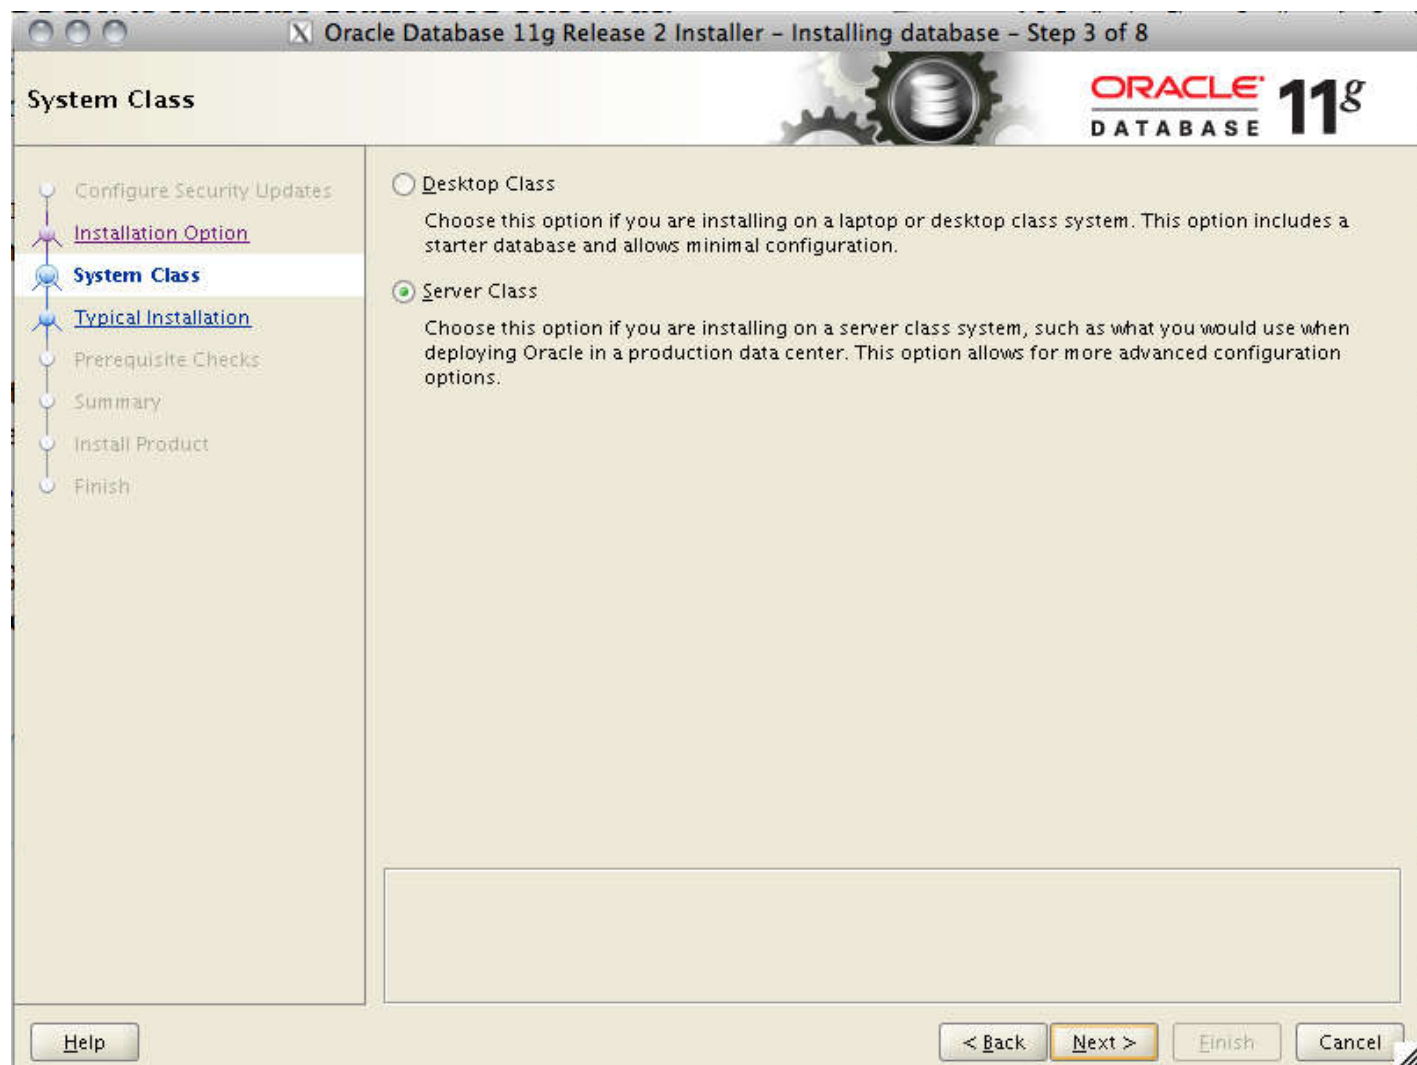 X Oracle Database 11g Release 2 Installer - Installing database - Step 3 of 8
System Class
ORACLE
DATABASE
11g
Configure Security Updates
Installation Option
System Class
Typical Installation
Prerequisite Checks
Summary
Install Product
Finish
Desktop Class
Choose this option if you are installing on a laptop or desktop class system. This option includes a
starter database and allows minimal configuration.
Server Class
Choose this option if you are installing on a server class system, such as what you would use when
deploying Oracle in a production data center. This option allows for more advanced configuration
options.
Help
< Back
Next >
Finish
Cancel